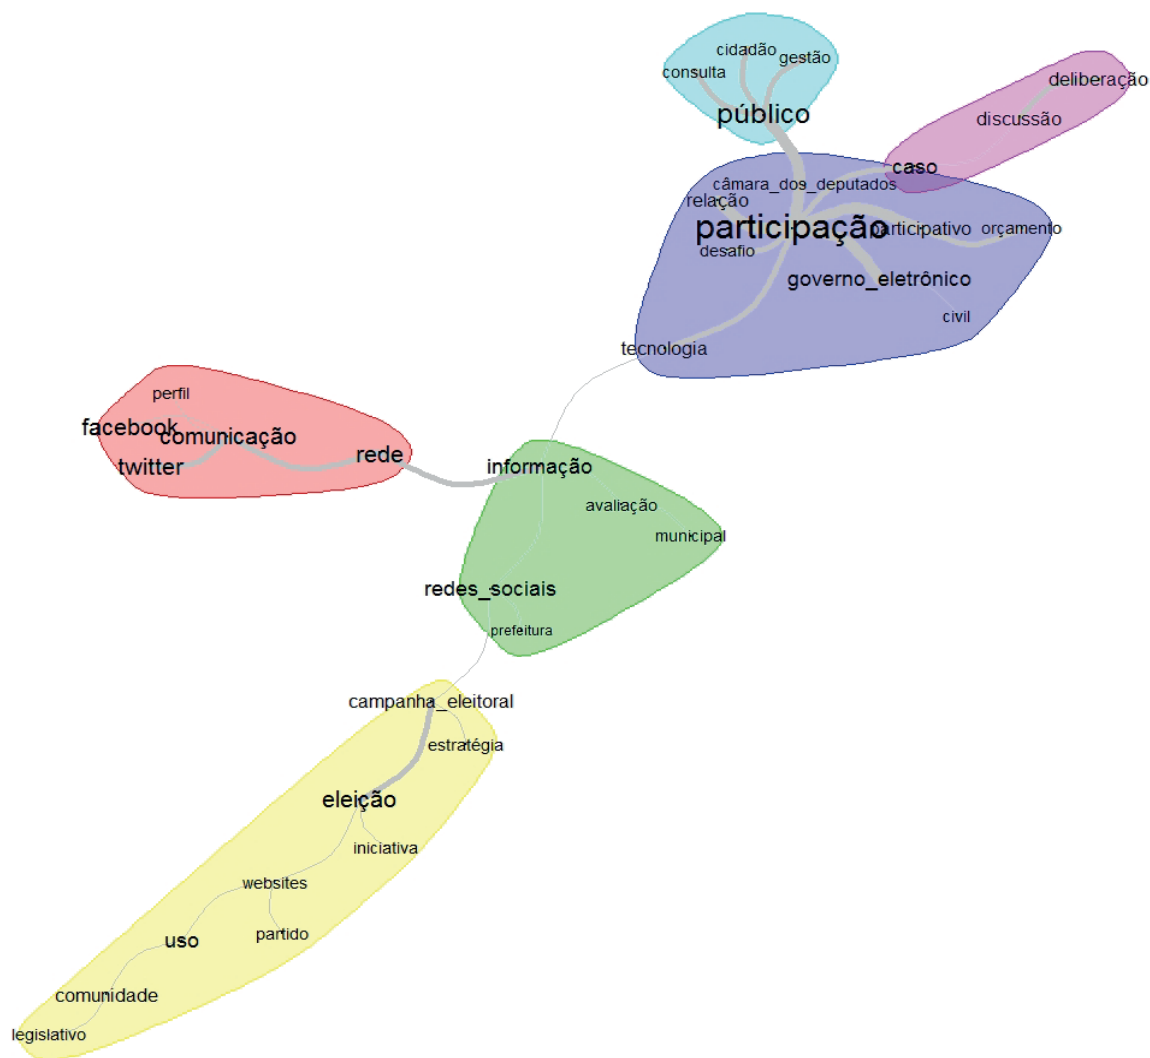 cidadão
gestão
consulta
público
deliberação
discussão
caso
câmara_dos_deputados
relação
participação
participativo
orçamento
desafio
governo_eletrônico
civil
tecnologia
perfil
facebook
comunicação
twitter
rede
informação
avaliação
municipal
redes_sociais
prefeitura
campanha_eleitoral
estratégia
eleição
iniciativa
websites
partido
uso
comunidade
legislativo